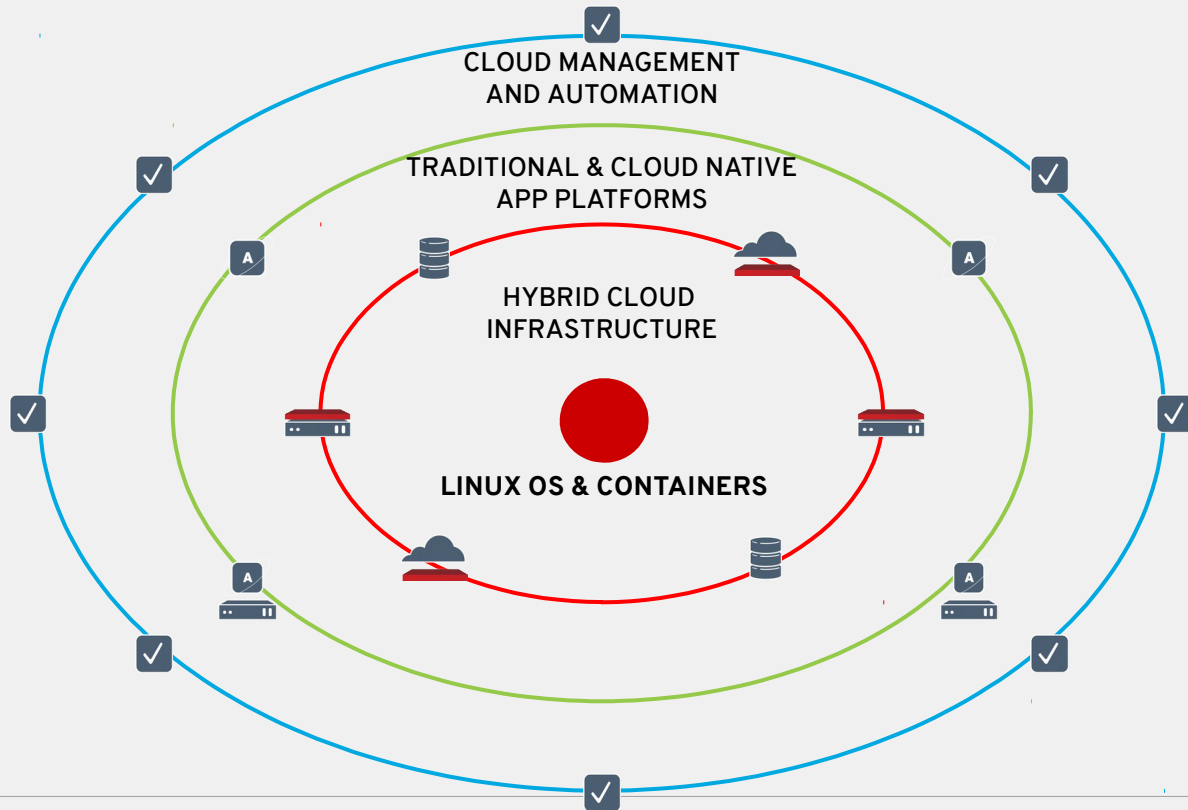 CLOUD MANAGEMENT
AND AUTOMATION
TRADITIONAL & CLOUD NATIVE
APP PLATFORMS
A
A
HYBRID CLOUD
INFRASTRUCTURE
LINUX OS & CONTAINERS
A
A